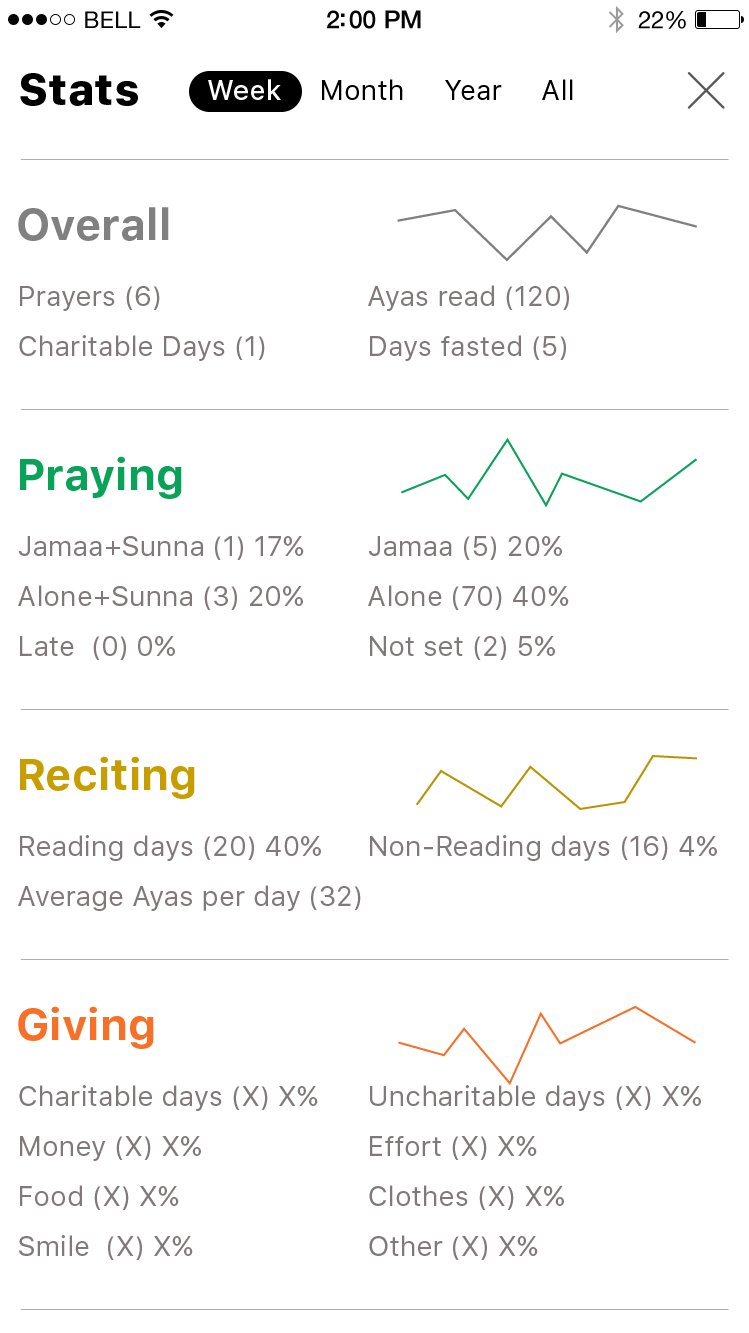 BELL 2:00 PM 22%
Stats Week Month Year All
Overall
Prayers (6) Ayas read (120)
Charitable Days (1) Days fasted (5)
Praying
Jamaa+Sunna (1) 17% Jamaa (5) 20%
Alone+Sunna (3) 20% Alone (70) 40%
Late (0) 0% Not set (2) 5%
Reciting
Reading days (20) 40% Non-Reading days (16) 4%
Average Ayas per day (32)
Giving
Charitable days (X) X% Uncharitable days (X) X%
Money (X) X% Effort (X) X%
Food (X) X% Clothes (X) X%
Smile (X) X% Other (X) X%